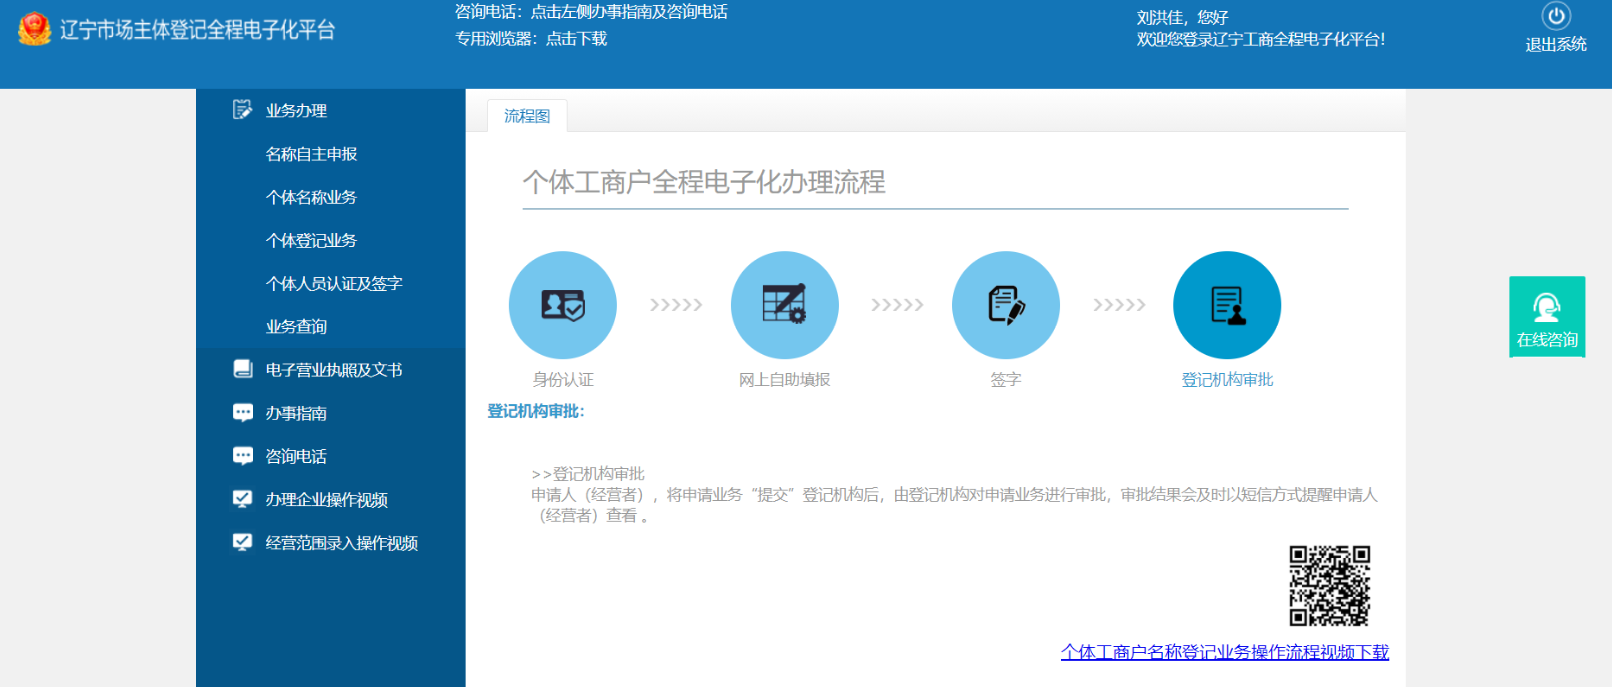 辽宁市场主体登记全程电子化平台
咨询电话：点击左侧办事指南及咨询电话
专用浏览器：点击下载
刘洪佳，您好
欢迎您登录辽宁工商全程电子化平台！
退出系统
业务办理
名称自主申报
个体名称业务
个体登记业务
个体人员认证及签字
业务查询
电子营业执照及文书
办事指南
咨询电话
办理企业操作视频
经营范围录入操作视频
流程图
个体工商户全程电子化办理流程
身份认证
网上自助填报
签字
登记机构审批
登记机构审批：
>>登记机构审批
申请人（经营者），将申请业务“提交”登记机构后，由登记机构对申请业务进行审批，审批结果会及时以短信方式提醒申请人
（经营者）查看 。
个体工商户名称登记业务操作流程视频下载
在线咨询